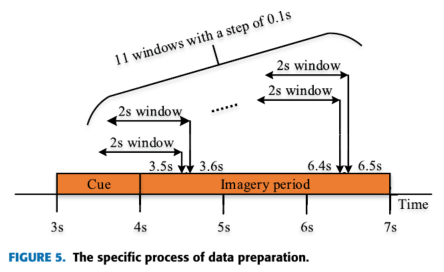 11 windows with a step of 0.1s
2s window
2s window
......
2s window
2s window
3.5s 3.6s 6.4s 6.5s
Cue Imagery period
Time
3s 4s 5s 6s 7s
FIGURE 5. The specific process of data preparation.